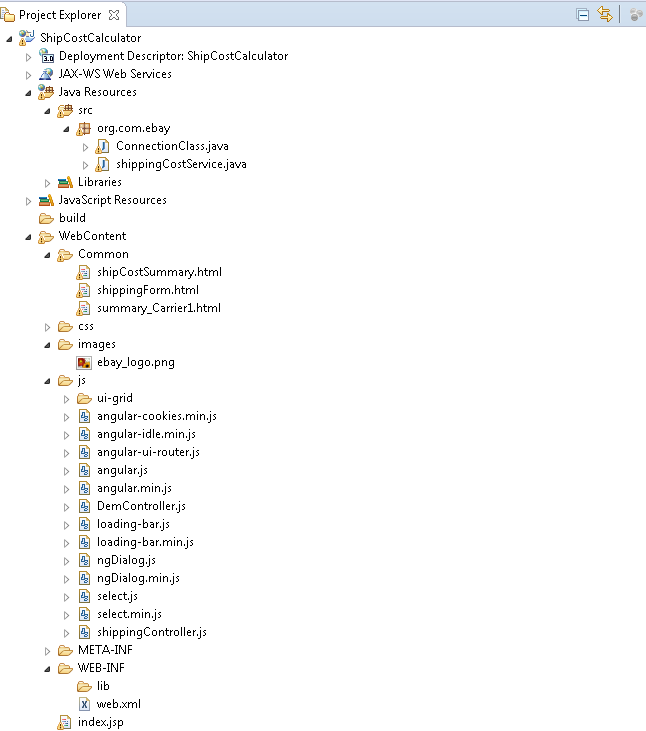 Project Explorer
ShipCostCalculator
3.0 Deployment Descriptor: ShipCostCalculator
JAX-WS Web Services
Java Resources
src
org.com.ebay
J ConnectionClass.java
J shippingCostService.java
Libraries
JavaScript Resources
build
WebContent
Common
shipCostSummary.html
shippingForm.html
summary_Carrier1.html
css
images
ebay_logo.png
js
ui-grid
angular-cookies.min.js
angular-idle.min.js
angular-ui-router.js
angular.js
angular.min.js
DemController.js
loading-bar.js
loading-bar.min.js
ngDialog.js
ngDialog.min.js
select.js
select.min.js
shippingController.js
META-INF
WEB-INF
lib
X web.xml
index.jsp